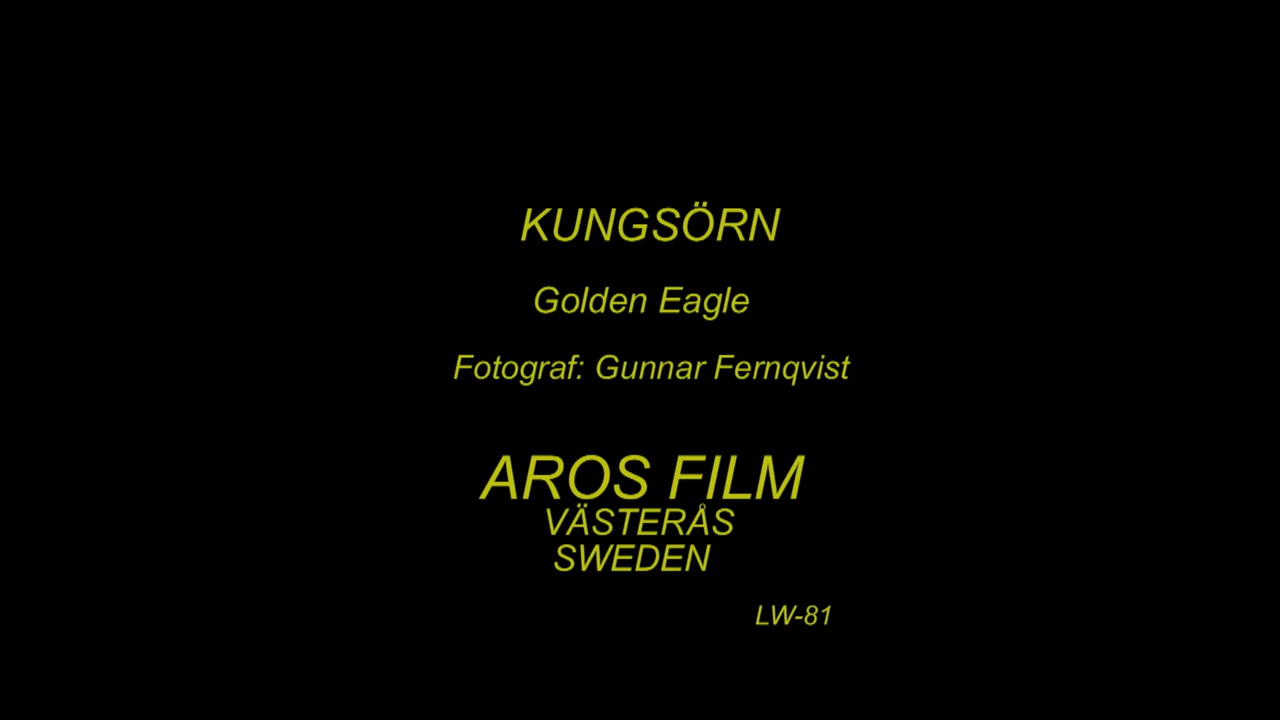 KUNGSÖRN
Golden Eagle
Fotograf: Gunnar Fernqvist
AROS FILM
VÄSTERÅS
SWEDEN
LW-81